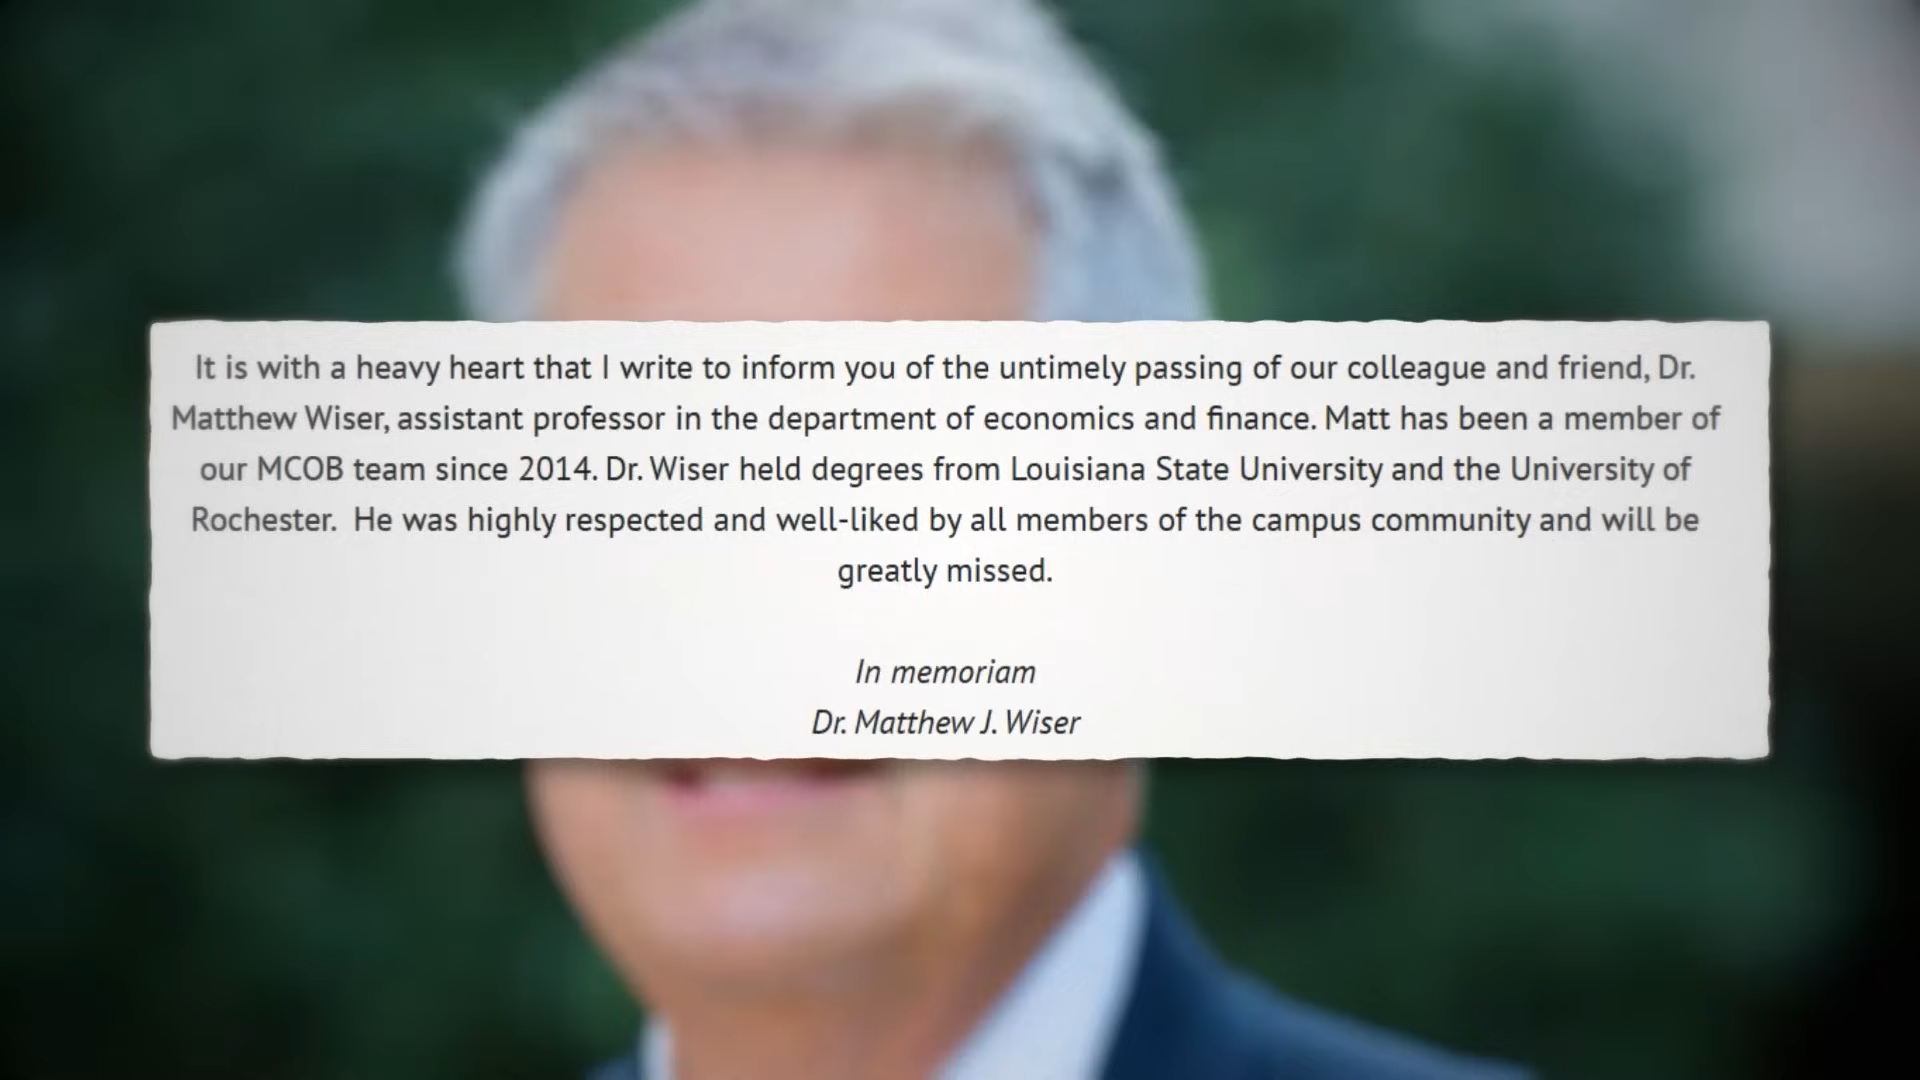 It is with a heavy heart that I write to inform you of the untimely passing of our colleague and friend, Dr.
Matthew Wiser, assistant professor in the department of economics and finance. Matt has been a member of
our MCOB team since 2014. Dr. Wiser held degrees from Louisiana State University and the University of
Rochester.  He was highly respected and well-liked by all members of the campus community and will be
greatly missed.
In memoriam
Dr. Matthew J. Wiser